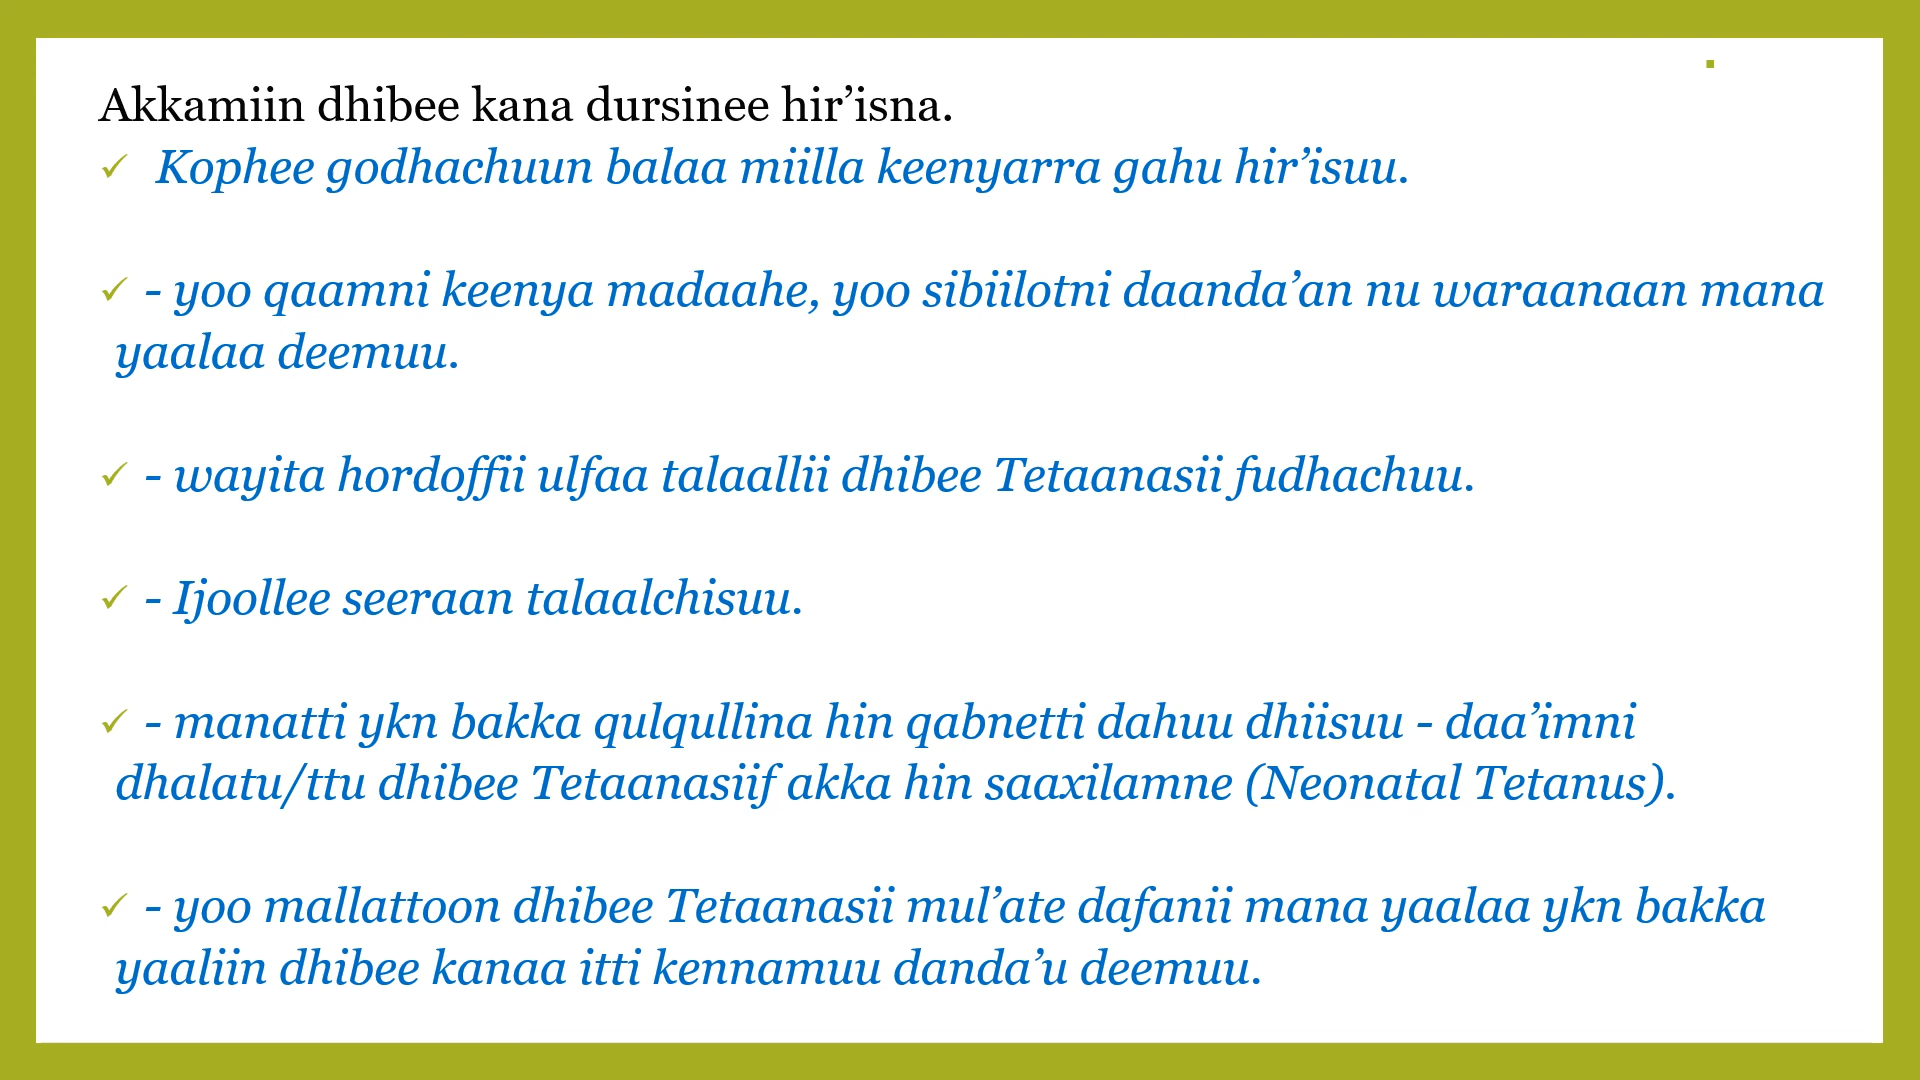 Akkamiin dhibee kana dursinee hir’isna.
✓ Kophee godhachuun balaa miilla keenyarra gahu hir’isuu.
✓ - yoo qaamni keenya madaahe, yoo sibiilotni daanda’an nu waraanaan mana
yaalaa deemuu.
✓ - wayita hordoffii ulfaa talaallii dhibee Tetaanasii fudhachuu.
✓ - Ijoollee seeraan talaalchisuu.
✓ - manatti ykn bakka qulqullina hin qabnetti dahuu dhiisuu - daa’imni
dhalatu/ttu dhibee Tetaanasiif akka hin saaxilamne (Neonatal Tetanus).
✓ - yoo mallattoon dhibee Tetaanasii mul’ate dafanii mana yaalaa ykn bakka
yaaliin dhibee kanaa itti kennamuu danda’u deemuu.